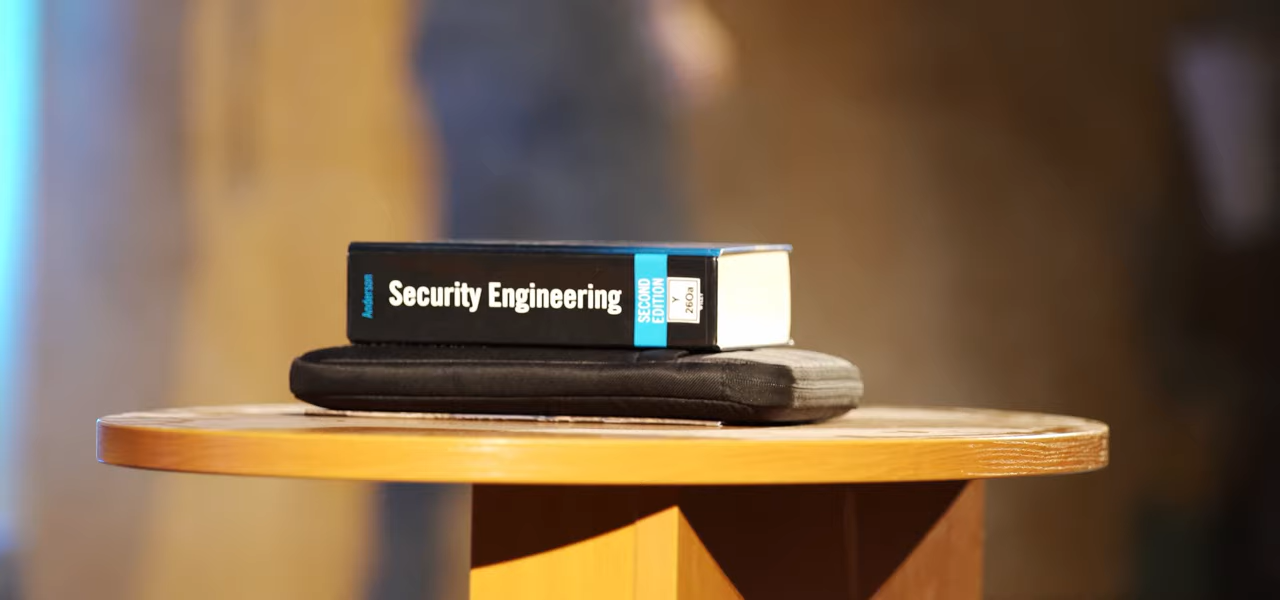 Anderson
Security Engineering
SECOND
EDITION
Y
260a